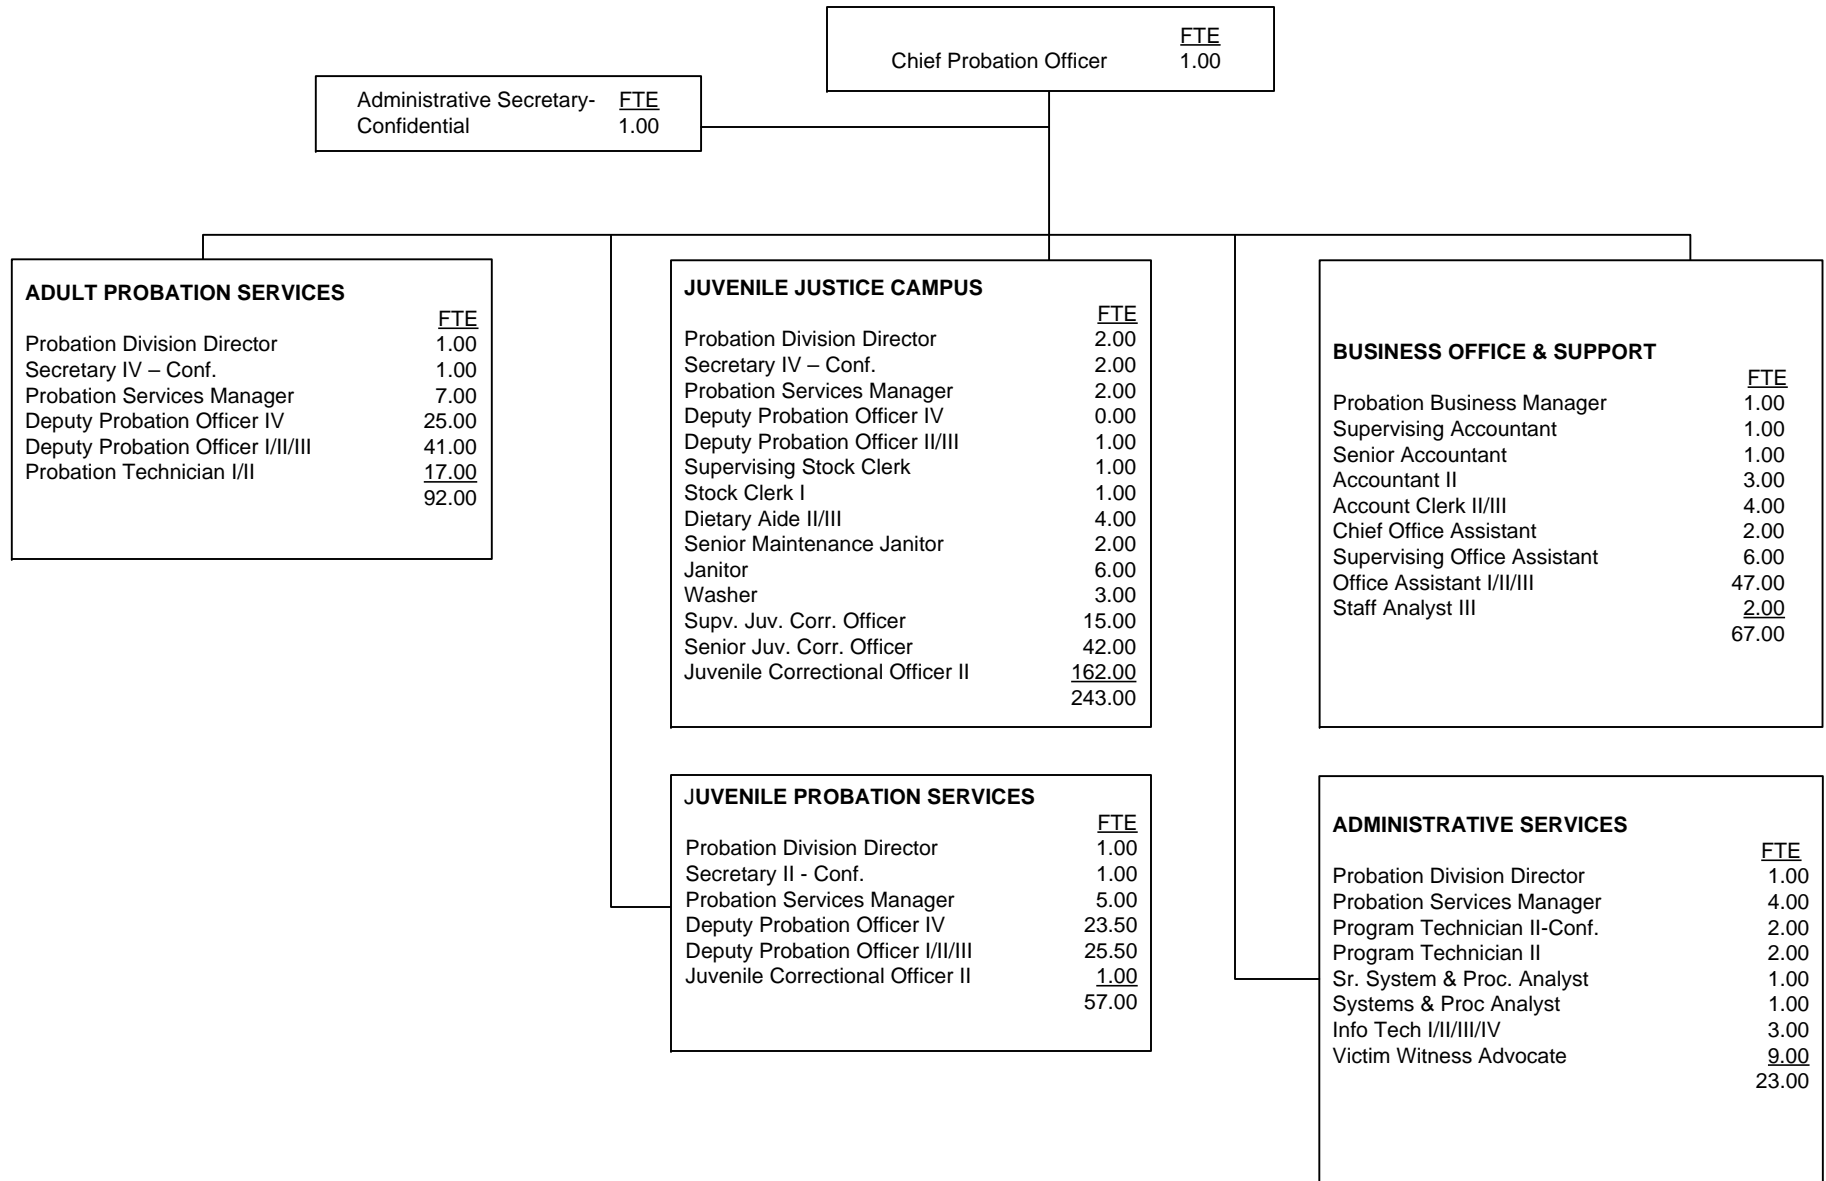 FTE
Chief Probation Officer 1.00
Administrative Secretary- FTE
Confidential 1.00
ADULT PROBATION SERVICES
FTE
Probation Division Director 1.00
Secretary IV – Conf. 1.00
Probation Services Manager 7.00
Deputy Probation Officer IV 25.00
Deputy Probation Officer I/II/III 41.00
Probation Technician I/II 17.00
92.00
JUVENILE JUSTICE CAMPUS
FTE
Probation Division Director 2.00
Secretary IV – Conf. 2.00
Probation Services Manager 2.00
Deputy Probation Officer IV 0.00
Deputy Probation Officer II/III 1.00
Supervising Stock Clerk 1.00
Stock Clerk I 1.00
Dietary Aide II/III 4.00
Senior Maintenance Janitor 2.00
Janitor 6.00
Washer 3.00
Supv. Juv. Corr. Officer 15.00
Senior Juv. Corr. Officer 42.00
Juvenile Correctional Officer II 162.00
243.00
BUSINESS OFFICE & SUPPORT
FTE
Probation Business Manager 1.00
Supervising Accountant 1.00
Senior Accountant 1.00
Accountant II 3.00
Account Clerk II/III 4.00
Chief Office Assistant 2.00
Supervising Office Assistant 6.00
Office Assistant I/II/III 47.00
Staff Analyst III 2.00
67.00
JUVENILE PROBATION SERVICES
FTE
Probation Division Director 1.00
Secretary II - Conf. 1.00
Probation Services Manager 5.00
Deputy Probation Officer IV 23.50
Deputy Probation Officer I/II/III 25.50
Juvenile Correctional Officer II 1.00
57.00
ADMINISTRATIVE SERVICES
FTE
Probation Division Director 1.00
Probation Services Manager 4.00
Program Technician II-Conf. 2.00
Program Technician II 2.00
Sr. System & Proc. Analyst 1.00
Systems & Proc Analyst 1.00
Info Tech I/II/III/IV 3.00
Victim Witness Advocate 9.00
23.00